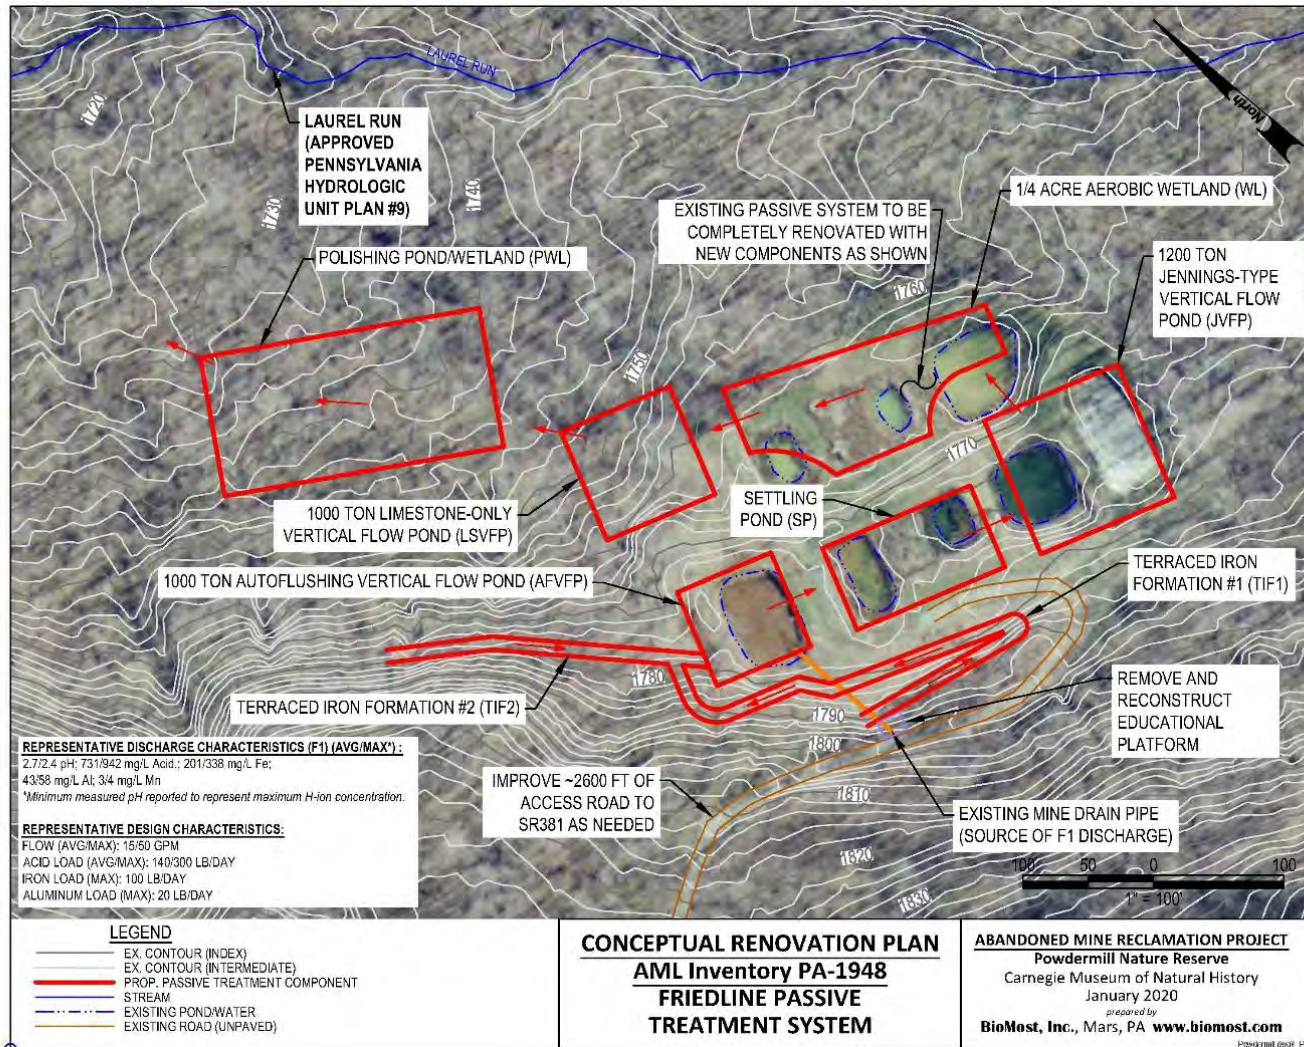 LAUREL RUN
North
1720
LAUREL RUN
(APPROVED
PENNSYLVANIA
HYDROLOGIC
UNIT PLAN #9)
1730
1740
EXISTING PASSIVE SYSTEM TO BE
COMPLETELY RENOVATED WITH
NEW COMPONENTS AS SHOWN
1/4 ACRE AEROBIC WETLAND (WL)
POLISHING POND/WETLAND (PWL)
1200 TON
JENNINGS-TYPE
VERTICAL FLOW
POND (JVFP)
1760
1750
1770
1000 TON LIMESTONE-ONLY
VERTICAL FLOW POND (LSVFP)
SETTLING
POND (SP)
1000 TON AUTOFLUSHING VERTICAL FLOW POND (AFVFP)
TERRACED IRON
FORMATION #1 (TIF1)
1780
TERRACED IRON FORMATION #2 (TIF2)
1790
1800
REMOVE AND
RECONSTRUCT
EDUCATIONAL
PLATFORM
REPRESENTATIVE DISCHARGE CHARACTERISTICS (F1) (AVG/MAX*) :
2.7/2.4 pH; 731/942 mg/L Acid.; 201/338 mg/L Fe;
43/58 mg/L Al; 3/4 mg/L Mn
*Minimum measured pH reported to represent maximum H-ion concentration.
REPRESENTATIVE DESIGN CHARACTERISTICS:
FLOW (AVG/MAX): 15/50 GPM
ACID LOAD (AVG/MAX): 140/300 LB/DAY
IRON LOAD (MAX): 100 LB/DAY
ALUMINUM LOAD (MAX): 20 LB/DAY
IMPROVE ~2600 FT OF
ACCESS ROAD TO
SR381 AS NEEDED
1810
EXISTING MINE DRAIN PIPE
(SOURCE OF F1 DISCHARGE)
1820
1830
100 50 0 100
1" = 100'
LEGEND
EX. CONTOUR (INDEX)
EX. CONTOUR (INTERMEDIATE)
PROP. PASSIVE TREATMENT COMPONENT
STREAM
EXISTING POND/WATER
EXISTING ROAD (UNPAVED)
CONCEPTUAL RENOVATION PLAN
AML Inventory PA-1948
FRIEDLINE PASSIVE
TREATMENT SYSTEM
ABANDONED MINE RECLAMATION PROJECT
Powdermill Nature Reserve
Carnegie Museum of Natural History
January 2020
prepared by
BioMost, Inc., Mars, PA www.biomost.com